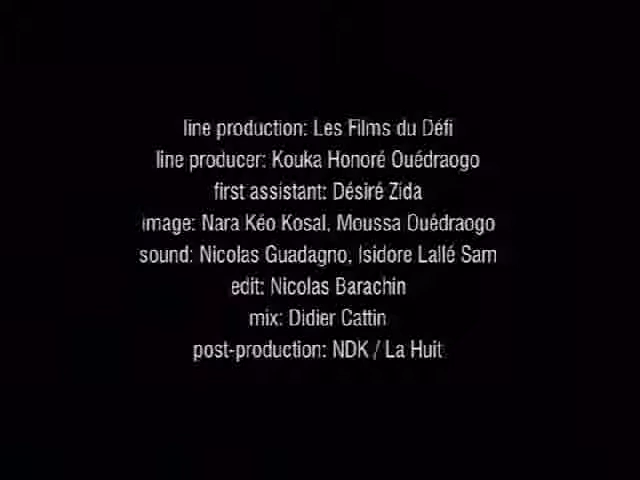 line production: Les Films du Défi
line producer: Kouka Honoré Ouédraogo
first assistant: Désiré Zida
image: Nara Kéo Kosal, Moussa Ouédraogo
sound: Nicolas Guadagno, Isidore Lallé Sam
edit: Nicolas Barachin
mix: Didier Cattin
post-production: NDK / La Huit